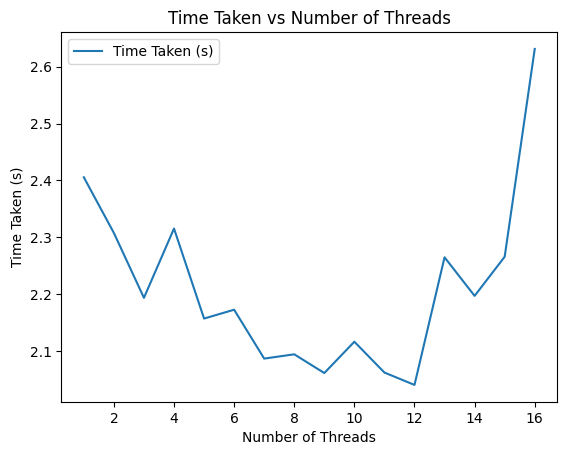 Time Taken vs Number of Threads
Time Taken (s)
2.6
2.5
2.4
2.3
2.2
2.1
Time Taken (s)
2 4 6 8 10 12 14 16
Number of Threads